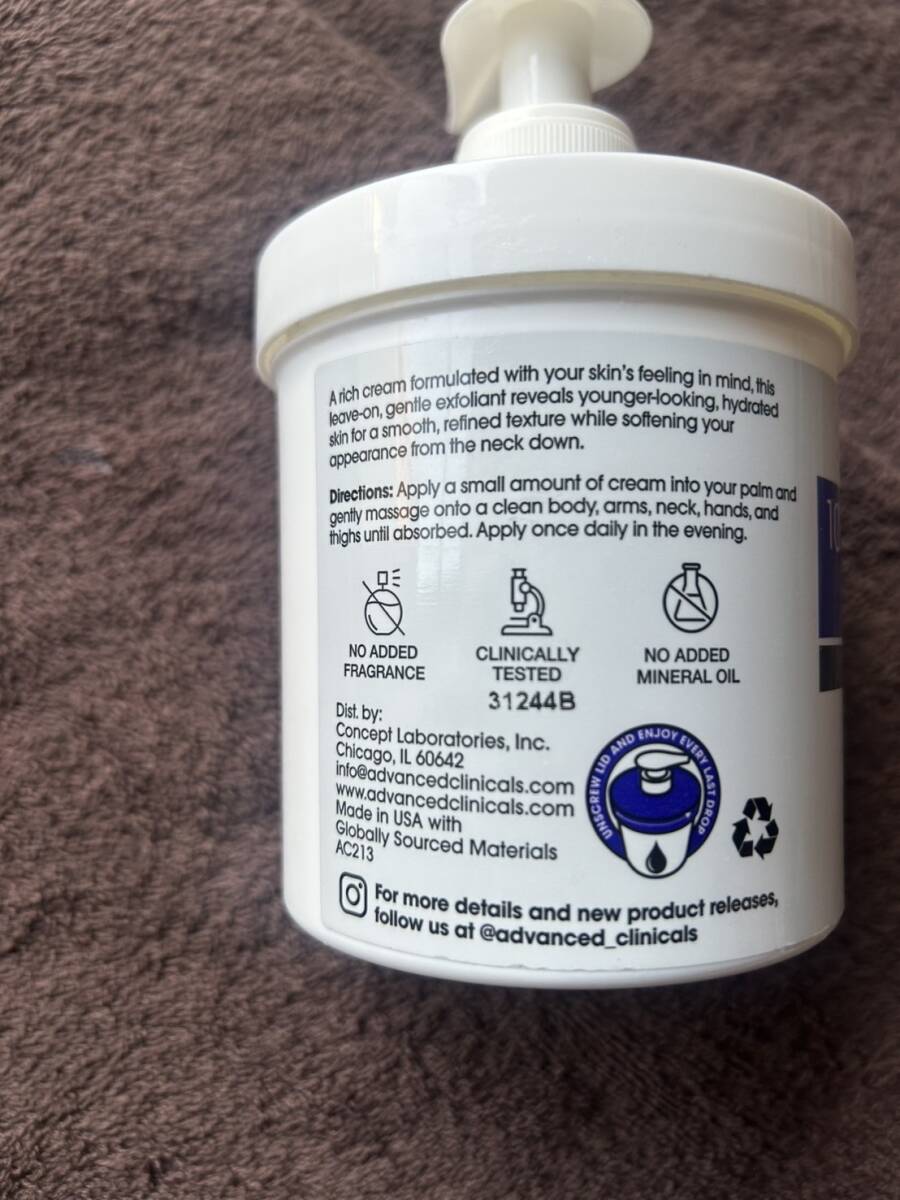 A rich cream formulated with your skin's feeling in mind, this
leave-on, gentle exfoliant reveals younger-looking, hydrated
skin for a smooth, refined texture while softening your
appearance from the neck down.
Directions: Apply a small amount of cream into your palm and
gently massage onto a clean body, arms, neck, hands, and
thighs until absorbed. Apply once daily in the evening.
NO ADDED
FRAGRANCE
CLINICALLY
TESTED
NO ADDED
MINERAL OIL
31244B
Dist. by:
Concept Laboratories, Inc.
Chicago, IL 60642
info@advancedclinicals.com
www.advancedclinicals.com
Made in USA with
Globally Sourced Materials
AC213
UNSCREW LID AND ENJOY EVERY LAST DROP
For more details and new product releases,
follow us at @advanced_clinicals